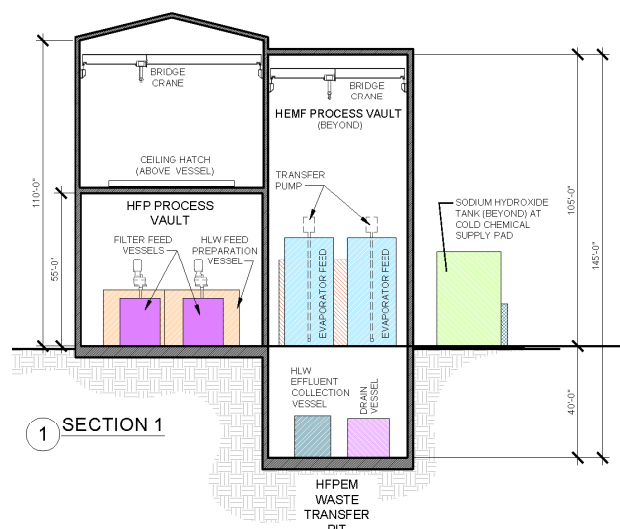 BRIDGE
CRANE
BRIDGE
CRANE
HEMF PROCESS VAULT
(BEYOND)
CEILING HATCH
(ABOVE VESSEL)
TRANSFER
PUMP
HFP PROCESS
VAULT
FILTER FEED
VESSELS
HLW FEED
PREPARATION
VESSEL
SODIUM HYDROXIDE
TANK (BEYOND) AT
COLD CHEMICAL
SUPPLY PAD
EVAPORATOR FEED
EVAPORATOR FEED
110'-0"
55'-0"
105'-0"
145'-0"
40'-0"
HLW
EFFLUENT
COLLECTION
VESSEL
DRAIN
VESSEL
1 SECTION 1
HFPEM
WASTE
TRANSFER
PIT